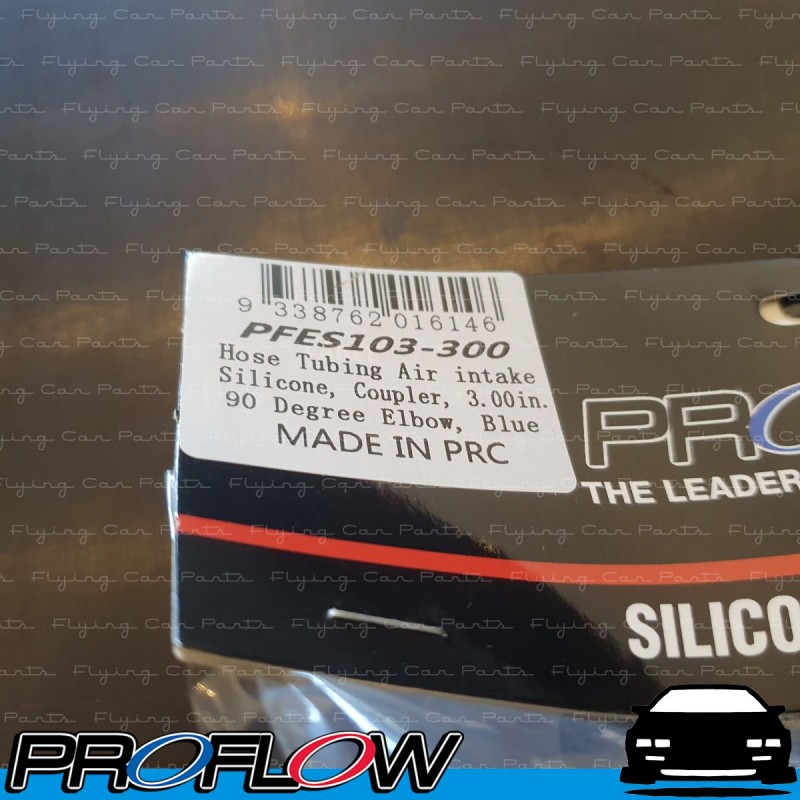 9 338762 016146
PFES103-300
Hose Tubing Air intake
Silicone, Coupler, 3.00in.
90 Degree Elbow, Blue
MADE IN PRC
PRO
THE LEADER
SILICO
PROFLOW
Flying Car Parts